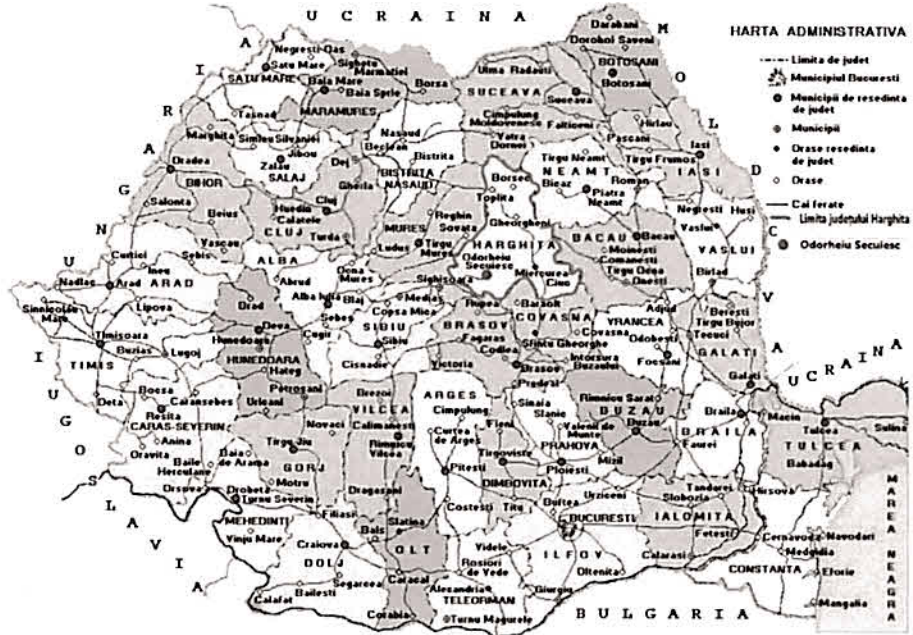 UCRAINA
HARTA ADMINISTRATIVA
Limita de judet
Municipiul Bucuresti
Municipii de resedinta
de judet
Municipii
Orase resedinta
de judet
Orase
Cai ferate
Limita județului Harghita
Odorheiu Secuiesc
UNGARIA
MOLDOVA
IUGOSLAVIA
UCRAINA
BULGARIA
MAREA NEAGRA
Darabani
Dorohoi Saveni
BOTOSANI
Botosani
Negresti Oas
Satu Mare
SATU MARE
Sighetu
Marmatiei
Baia Mare
Baia Sprie
Borsa
MARAMURES
Tasnad
Vima Radauti
SUCEAVA
Suceava
Cimpulung
Moldovenesc
Falticeni
Vatra
Dornei
Hirlau
Pascani
Iasi
Tirgu Frumos
IASI
Marghita
Simleu Silvaniei
Jibou
Zalau
SALAJ
Dej
Nasaud
Beclean
Bistrita
BISTRITA
NASAUD
Tirgu Neamt
NEAMT
Bicaz
Piatra
Neamt
Roman
Oradea
BIHOR
Salonta
Beius
Vascau
Gherla
Cluj
Huedin
Calatele
CLUJ
Turda
Borsec
Toplita
Gheorgheni
HARGHITA
Odorheiu
Secuiesc
Miercurea
Ciuc
MURES
Reghin
Sovata
Tirgu
Mures
Ludus
Sighisoara
Negresti
Husi
Vaslui
VASLUI
Birlad
BACAU
Bacau
Moinesti
Comanesti
Tirgu Ocna
Onesti
Curtici
Ineu
Sebis
Nadlac
Arad
ARAD
Lipova
ALBA
Abrud
Ocna
Mures
Alba Iulia
Blaj
Sebes
Cugir
Medias
Copsa Mica
SIBIU
Sibiu
Cisnadie
Rupea
BRASOV
Fagaras
Codlea
Victoria
Brasov
Predeal
Baraolt
COVASNA
Covasna
Sfintu Gheorghe
Intorsura
Buzaului
Adjud
VRANCEA
Odobesti
Focsani
Beresti
Tirgu Bujor
Tecuci
GALATI
Galati
Sinnicolau
Mare
Timisoara
Buzias
Lugoj
TIMIS
Deta
Brad
Deva
Hunedoara
HUNEDOARA
Hateg
Petrosani
Uricani
Bocsa
Resita
Caransebes
CARAS-SEVERIN
Anina
Oravita
Baile
Herculane
Orsova
Baia
de Arama
Tirgu Jiu
Novaci
GORJ
Motru
Brezoi
VILCEA
Calimanesti
Rimnicu
Vilcea
Dragasani
ARGES
Cimpulung
Curtea
de Arges
Pitesti
Costesti
Fieni
Tirgoviste
DIMBOVITA
Titu
Sinaia
Slanic
Valenii de
Munte
PRAHOVA
Ploiesti
Mizil
Rimnicu Sarat
BUZAU
Buzau
Braila
BRAILA
Faurei
Macin
Tulcea
Sulina
TULCEA
Babadag
Drobeta
Turnu Severin
MEHEDINTI
Vinju Mare
Filiasi
Craiova
DOLJ
Segarcea
Bailesti
Calafat
Bals
Slatina
OLT
Caracal
Corabia
Videle
Rosiori
de Vede
Alexandria
TELEORMAN
Turnu Magurele
Buftea
Urziceni
BUCURESTI
ILFOV
Oltenita
Giurgiu
Tandarei
Slobozia
IALOMITA
Fetesti
Calarasi
Hirsova
Cernavoda
Navodari
Medgidia
CONSTANTA
Eforie
Mangalia